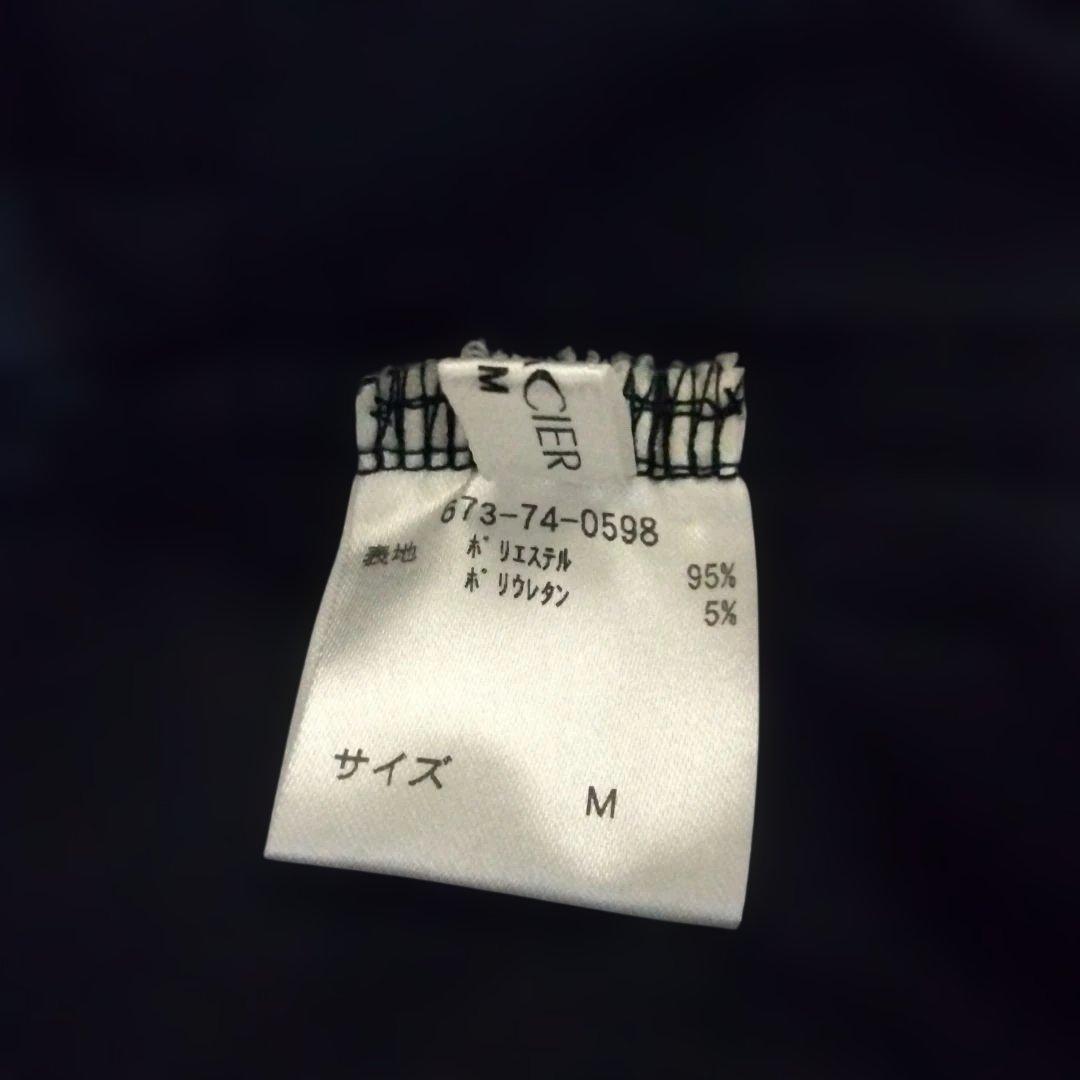 M
CIER
673-74-0598
表地 ポリエステル 95%
ポリウレタン 5%
サイズ M